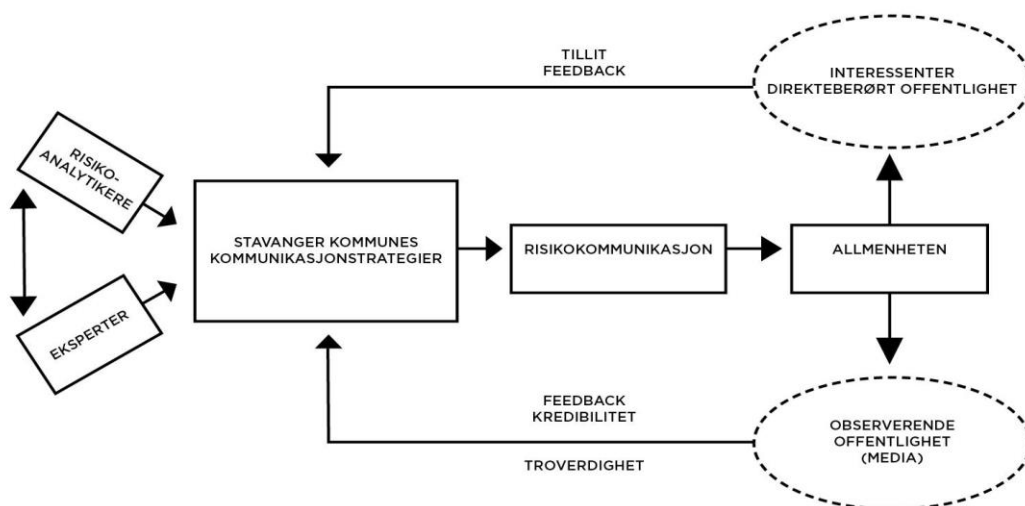 TILLIT
FEEDBACK
INTERESSENTER
DIREKTEBERØRT OFFENTLIGHET
RISIKO-
ANALYTIKERE
STAVANGER KOMMUNES
KOMMUNIKASJONSTRATEGIER
RISIKOKOMMUNIKASJON
ALLMENHETEN
EKSPERTER
FEEDBACK
KREDIBILITET
TROVERDIGHET
OBSERVERENDE
OFFENTLIGHET
(MEDIA)